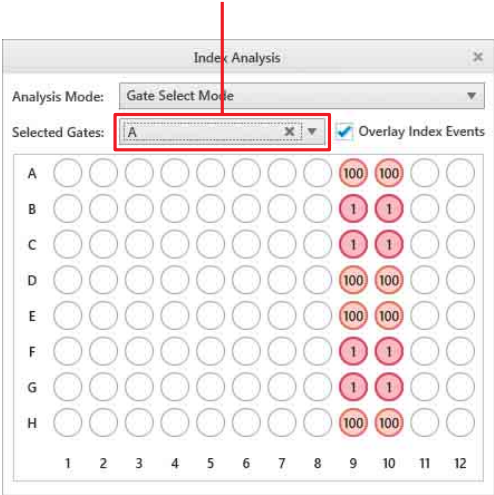 Index Analysis
Analysis Mode: Gate Select Mode
Selected Gates: A Overlay Index Events
A 100 100
B 1 1
C 1 1
D 100 100
E 100 100
F 1 1
G 1 1
H 100 100
1 2 3 4 5 6 7 8 9 10 11 12